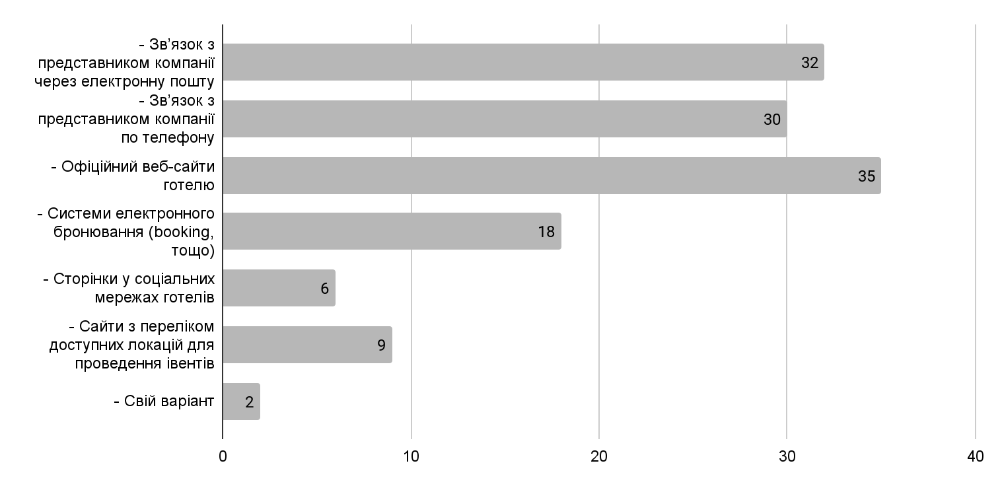 - Зв’язок з
представником компанії
через електронну пошту
32
- Зв’язок з
представником компанії
по телефону
30
- Офіційний веб-сайти
готелю
35
- Системи електронного
бронювання (booking,
тощо)
18
- Сторінки у соціальних
мережах готелів
6
- Сайти з переліком
доступних локацій для
проведення івентів
9
- Свій варіант
2
0 10 20 30 40